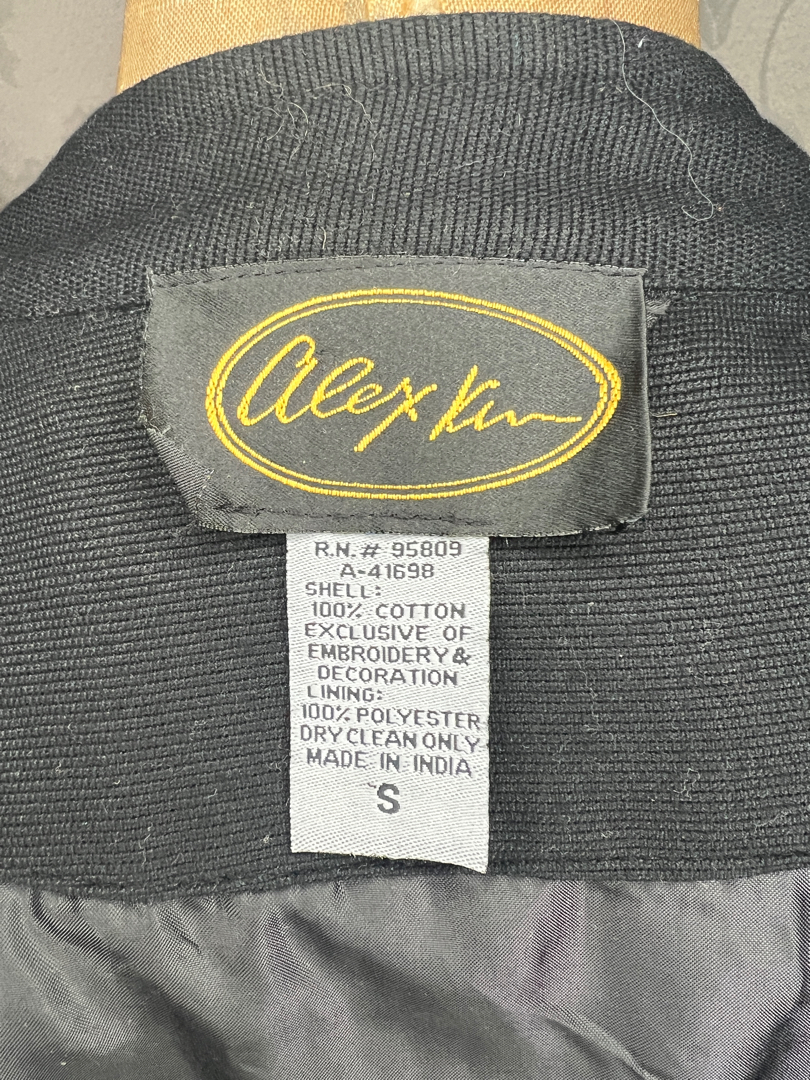 alex kim
R.N.# 95809
A-41698
SHELL:
100% COTTON
EXCLUSIVE OF
EMBROIDERY &
DECORATION
LINING:
100% POLYESTER
DRY CLEAN ONLY
MADE IN INDIA
S